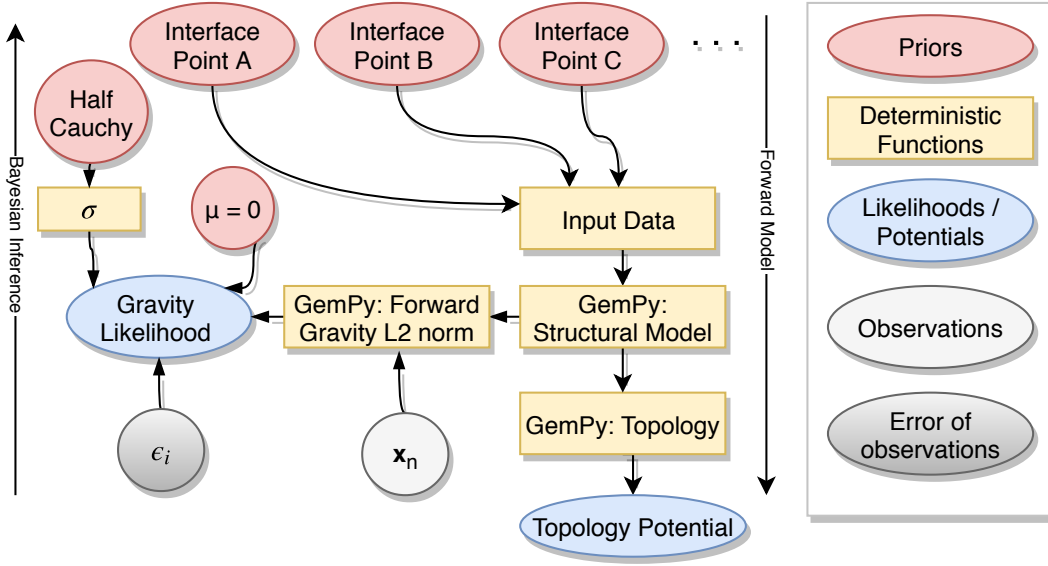 Interface
Point A
Interface
Point B
Interface
Point C
. . .
Half
Cauchy
σ
μ = 0
Input Data
Gravity
Likelihood
GemPy: Forward
Gravity L2 norm
GemPy:
Structural Model
GemPy: Topology
ϵi
xn
Topology Potential
Bayesian Inference
Forward Model
Priors
Deterministic
Functions
Likelihoods /
Potentials
Observations
Error of
observations